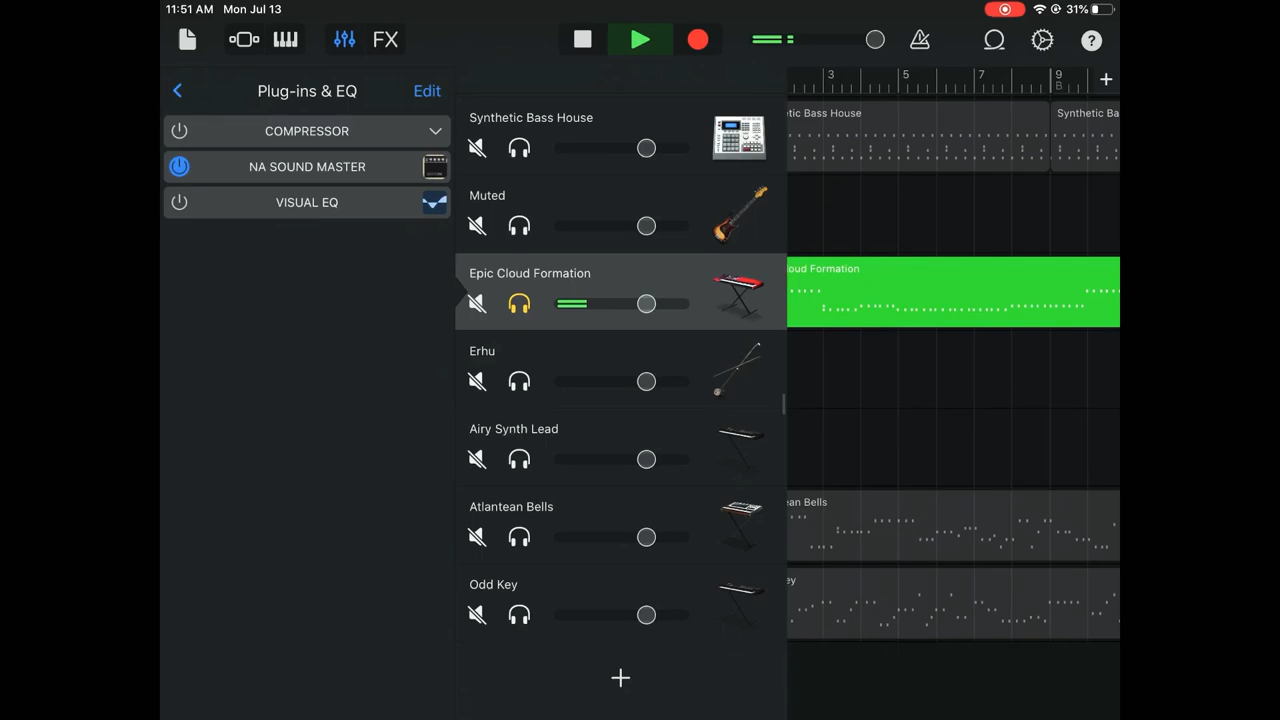 11:51 AM Mon Jul 13
31%
FX
Plug-ins & EQ
Edit
COMPRESSOR
NA SOUND MASTER
VISUAL EQ
Synthetic Bass House
Muted
Epic Cloud Formation
Erhu
Airy Synth Lead
Atlantean Bells
Odd Key
3 5 7 9
B
etic Bass House
Synthetic Ba
loud Formation
ean Bells
ey